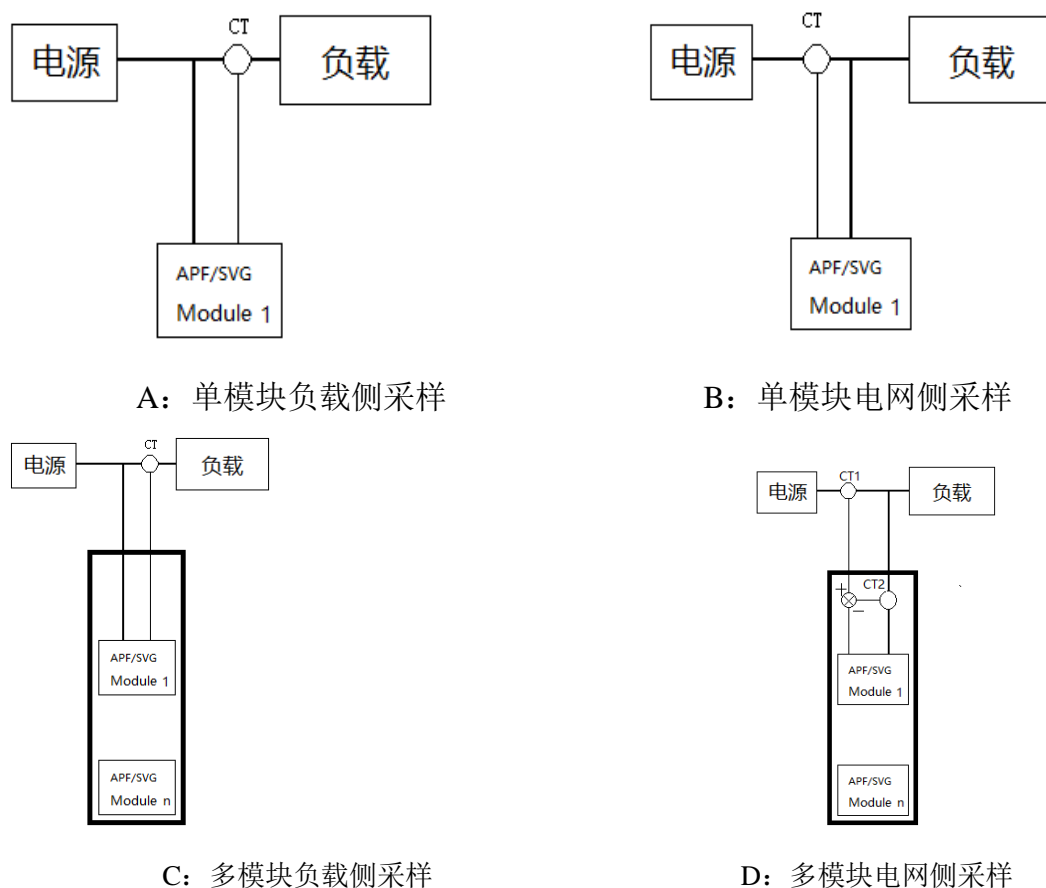 CT
电源
负载
APF/SVG
Module 1
A：单模块负载侧采样
CT
电源
负载
APF/SVG
Module 1
B：单模块电网侧采样
CT
电源
负载
APF/SVG
Module 1
APF/SVG
Module n
C：多模块负载侧采样
CT1
电源
负载
CT2
+
−
APF/SVG
Module 1
APF/SVG
Module n
D：多模块电网侧采样